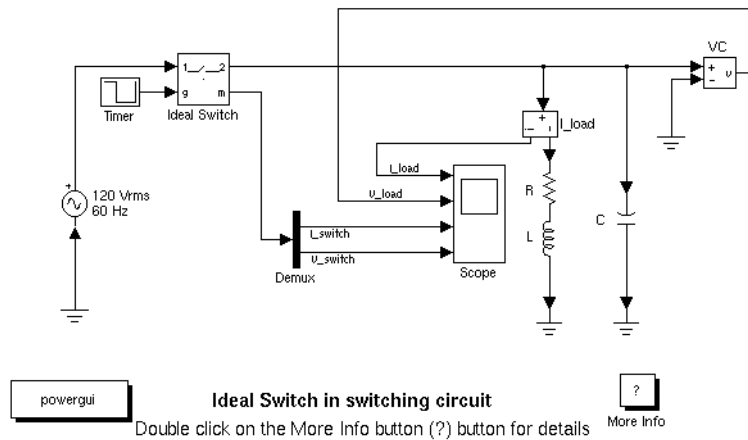 VC
+
-
v
1
2
g
m
Timer
Ideal Switch
+
-
i
I_load
I_load
V_load
I_switch
V_switch
Demux
Scope
+
120 Vrms
60 Hz
R
L
C
powergui
Ideal Switch in switching circuit
Double click on the More Info button (?) button for details
?
More Info